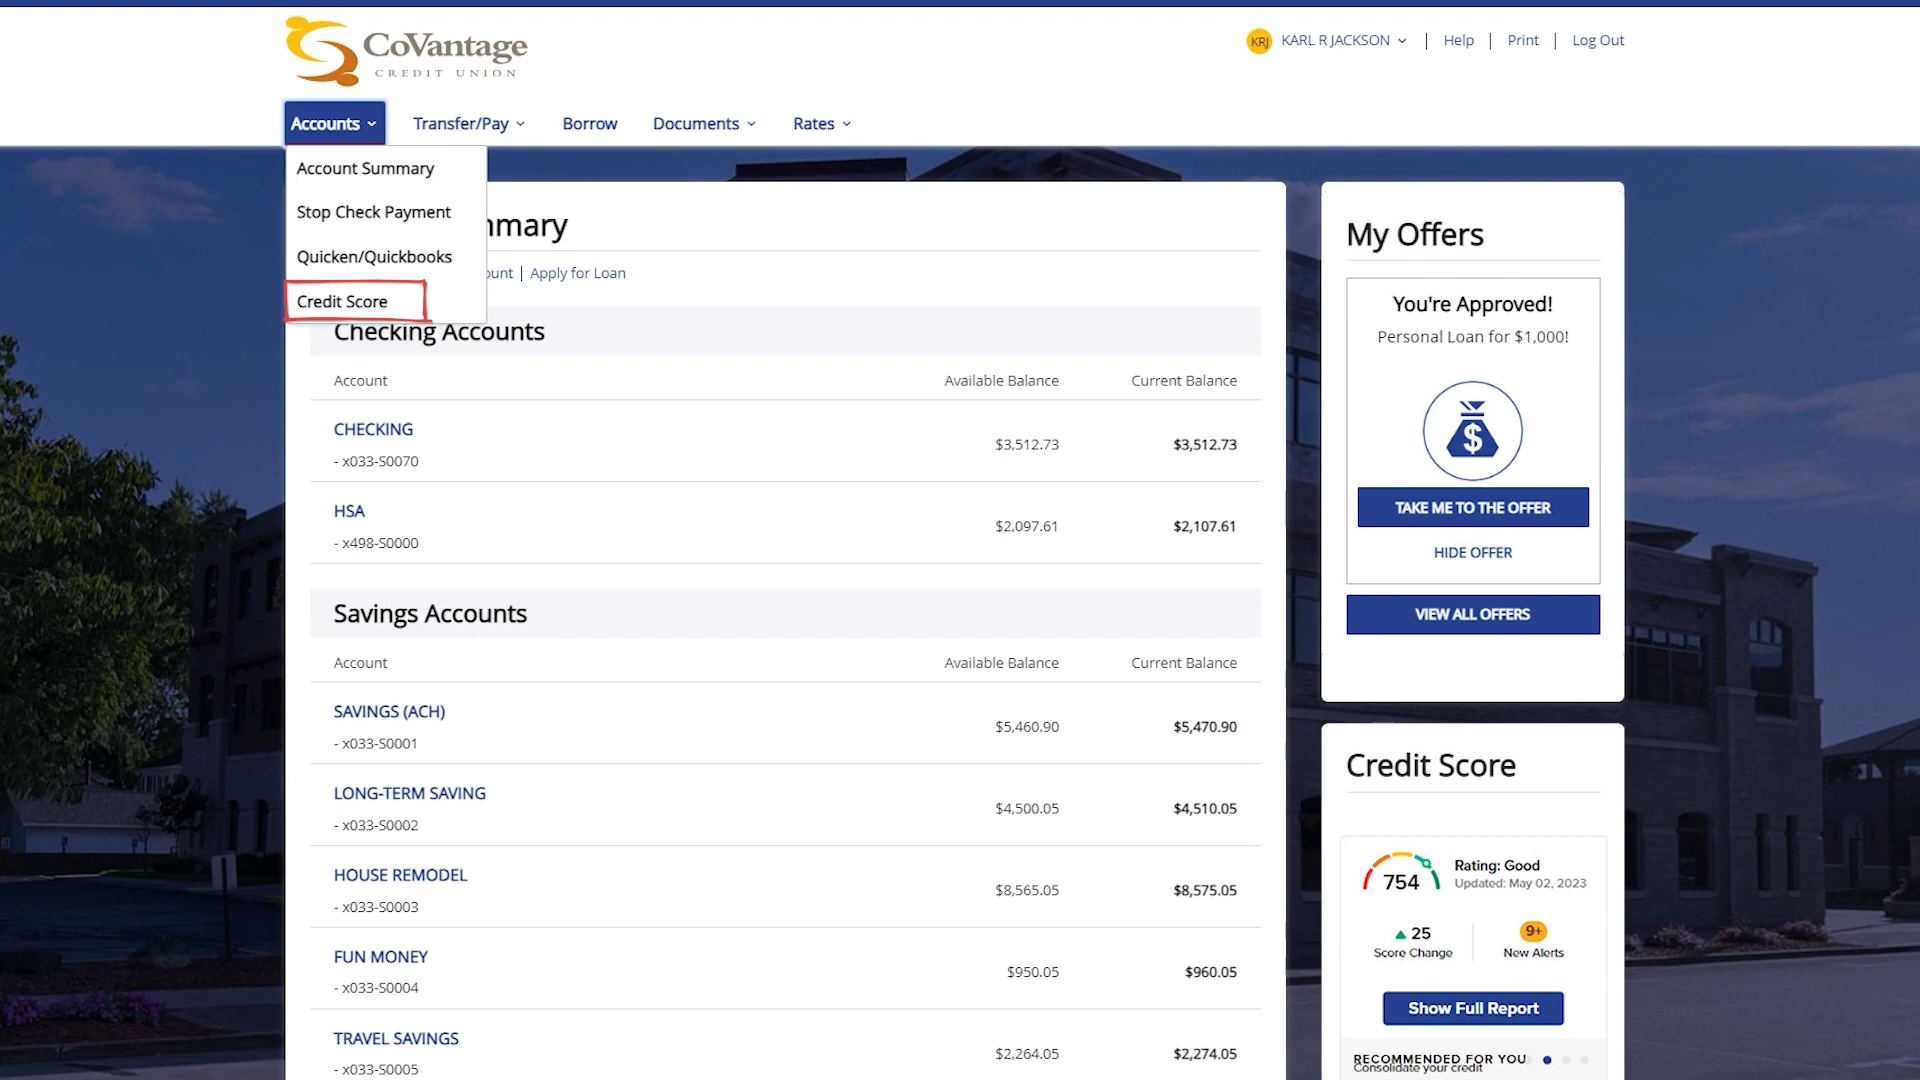 CoVantage
CREDIT UNION
KRJ KARL R JACKSON | Help | Print | Log Out
Accounts Transfer/Pay Borrow Documents Rates
Account Summary
Stop Check Payment
Quicken/Quickbooks
Credit Score
mmary
ount | Apply for Loan
Checking Accounts
Account Available Balance Current Balance
CHECKING
- x033-S0070
$3,512.73 $3,512.73
HSA
- x498-S0000
$2,097.61 $2,107.61
Savings Accounts
Account Available Balance Current Balance
SAVINGS (ACH)
- x033-S0001
$5,460.90 $5,470.90
LONG-TERM SAVING
- x033-S0002
$4,500.05 $4,510.05
HOUSE REMODEL
- x033-S0003
$8,565.05 $8,575.05
FUN MONEY
- x033-S0004
$950.05 $960.05
TRAVEL SAVINGS
- x033-S0005
$2,264.05 $2,274.05
My Offers
You're Approved!
Personal Loan for $1,000!
$
TAKE ME TO THE OFFER
HIDE OFFER
VIEW ALL OFFERS
Credit Score
754
Rating: Good
Updated: May 02, 2023
25
Score Change
9+
New Alerts
Show Full Report
RECOMMENDED FOR YOU
Consolidate your credit